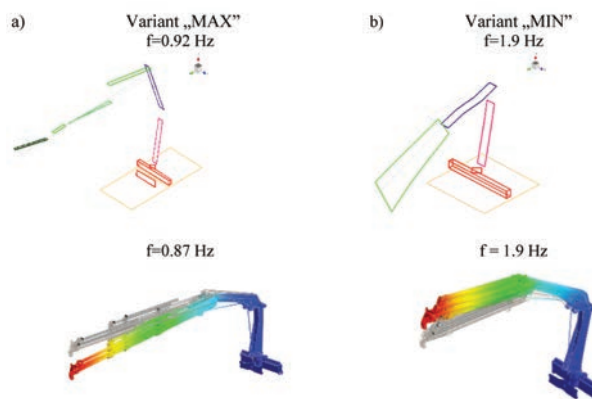 a) Variant „MAX”
f=0.92 Hz
b) Variant „MIN”
f=1.9 Hz
f=0.87 Hz
f = 1.9 Hz